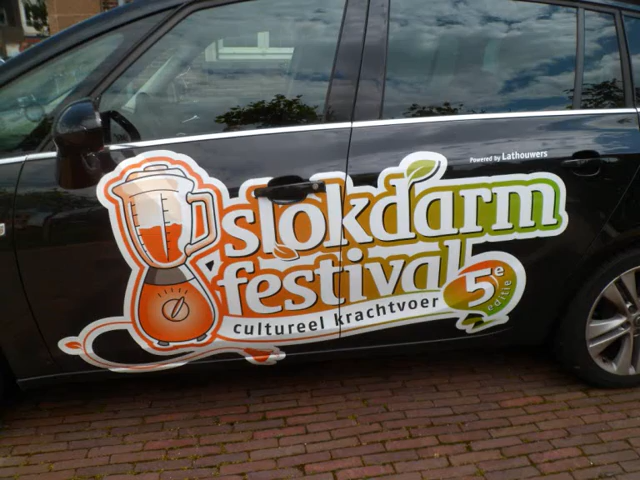 Powered by Lathouwers
slokdarm
festival
cultureel krachtvoer
5e
editie